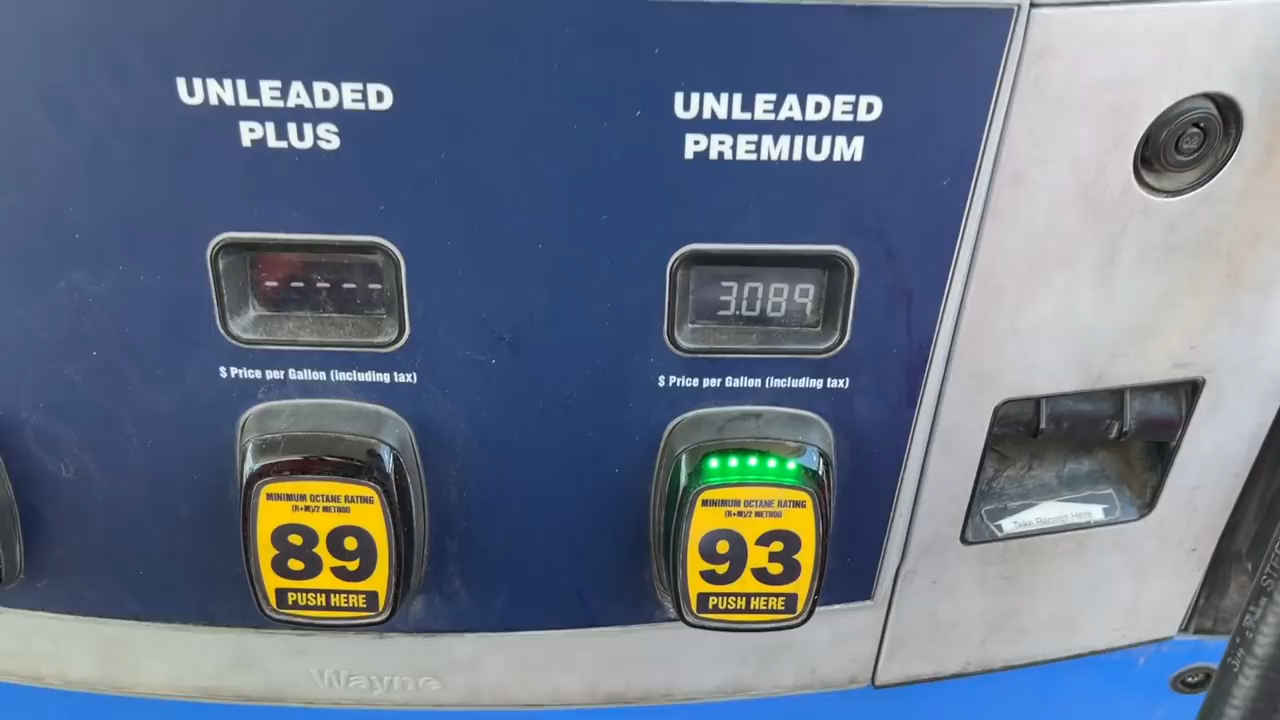 UNLEADED
PLUS
UNLEADED
PREMIUM
- - - - -
3.089
$ Price per Gallon (including tax)
$ Price per Gallon (including tax)
MINIMUM OCTANE RATING
(R+M)/2 METHOD
89
PUSH HERE
MINIMUM OCTANE RATING
(R+M)/2 METHOD
93
PUSH HERE
Take Receipt Here
Wayne